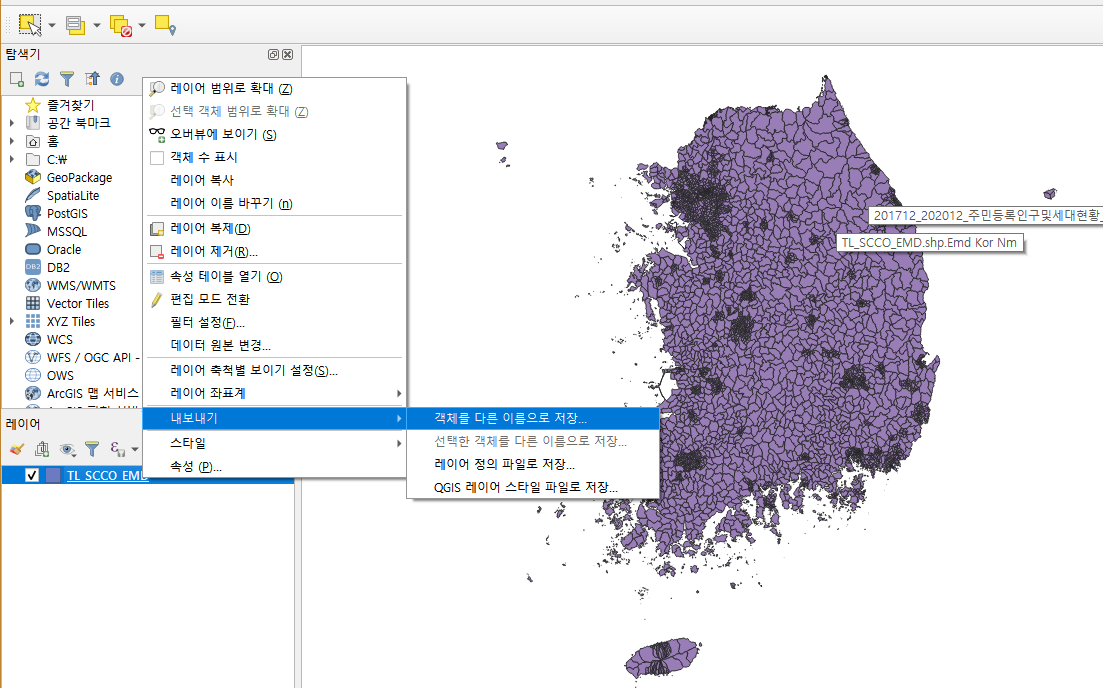 탐색기
즐겨찾기
공간 북마크
홈
C:₩
GeoPackage
SpatiaLite
PostGIS
MSSQL
Oracle
DB2
DB2
WMS/WMTS
Vector Tiles
XYZ Tiles
WCS
WFS / OGC API -
OWS
ArcGIS 맵 서비스
레이어
TL_SCCO_EMD
레이어 범위로 확대 (Z)
선택 객체 범위로 확대 (Z)
오버뷰에 보이기 (S)
객체 수 표시
레이어 복사
레이어 이름 바꾸기 (n)
레이어 복제(D)
레이어 제거(R)...
속성 테이블 열기 (O)
편집 모드 전환
필터 설정(F)...
데이터 원본 변경...
레이어 축척별 보이기 설정(S)...
레이어 좌표계
내보내기
스타일
속성 (P)...
객체를 다른 이름으로 저장...
선택한 객체를 다른 이름으로 저장...
레이어 정의 파일로 저장...
QGIS 레이어 스타일 파일로 저장...
201712_202012_주민등록인구및세대현황_
TL_SCCO_EMD.shp.Emd Kor Nm